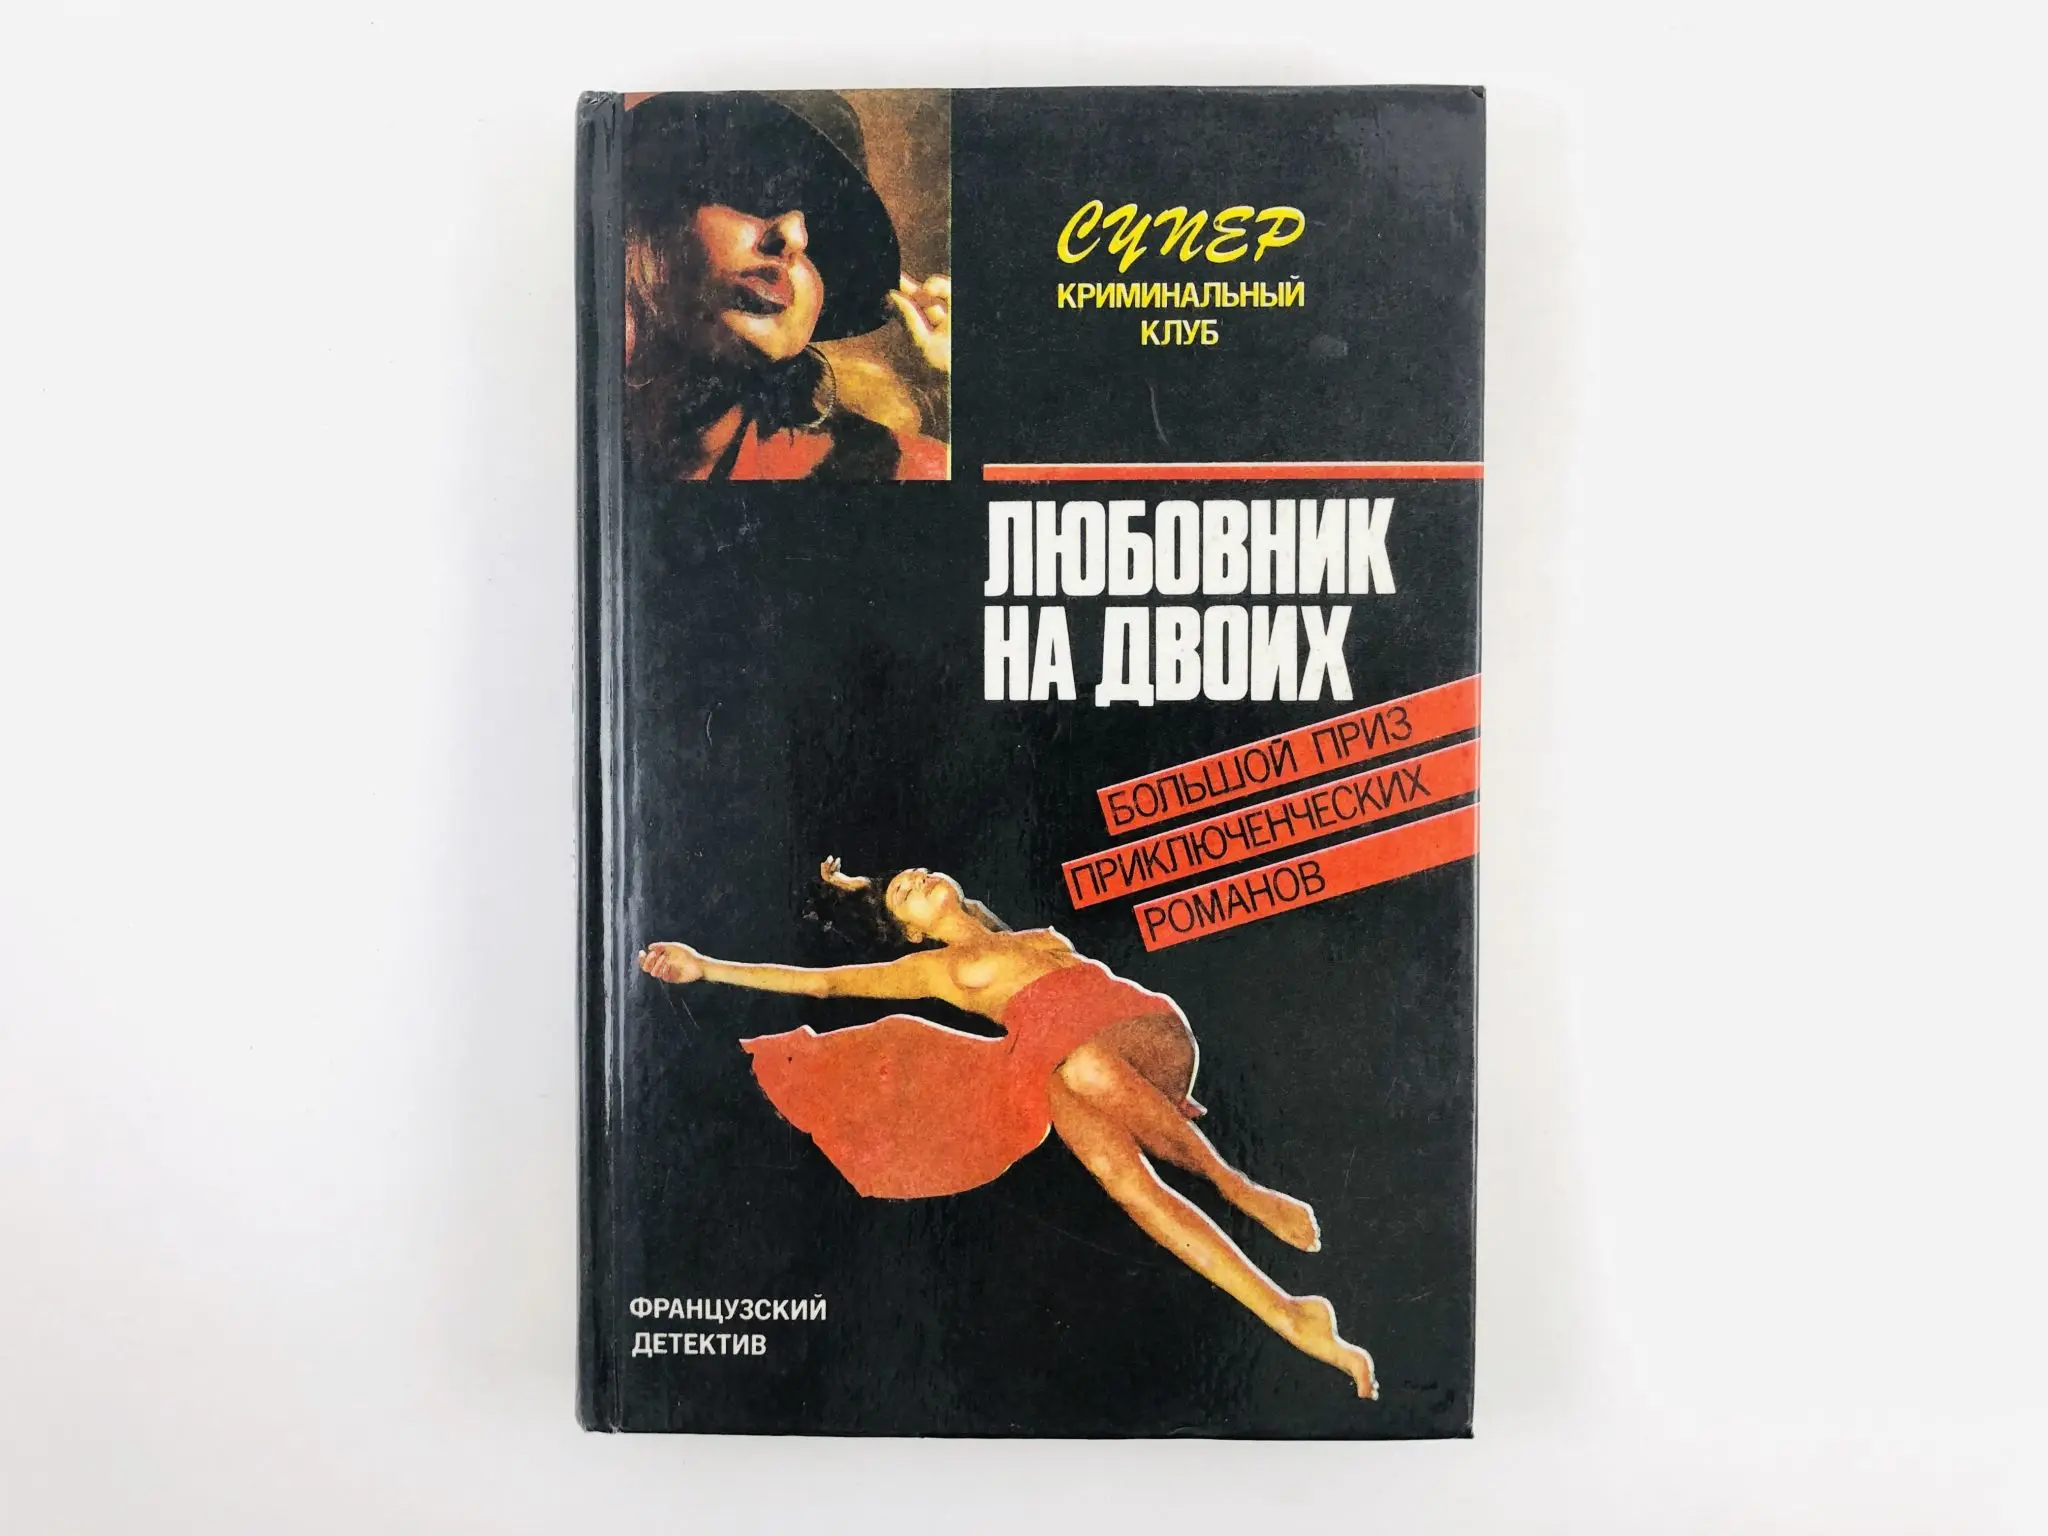 СУПЕР
КРИМИНАЛЬНЫЙ
КЛУБ
ЛЮБОВНИК
НА ДВОИХ
БОЛЬШОЙ ПРИЗ
ПРИКЛЮЧЕНЧЕСКИХ
РОМАНОВ
ФРАНЦУЗСКИЙ
ДЕТЕКТИВ